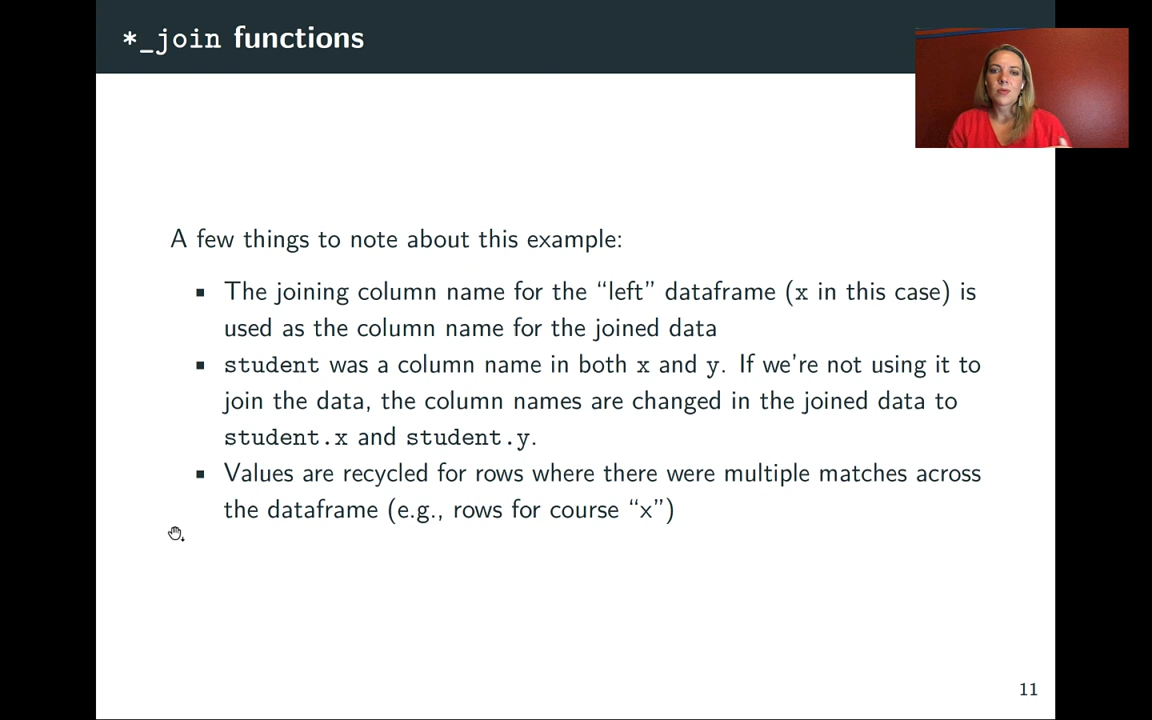 *_join functions
A few things to note about this example:
▪ The joining column name for the “left” dataframe (x in this case) is
used as the column name for the joined data
▪ student was a column name in both x and y. If we’re not using it to
join the data, the column names are changed in the joined data to
student.x and student.y.
▪ Values are recycled for rows where there were multiple matches across
the dataframe (e.g., rows for course “x”)
11